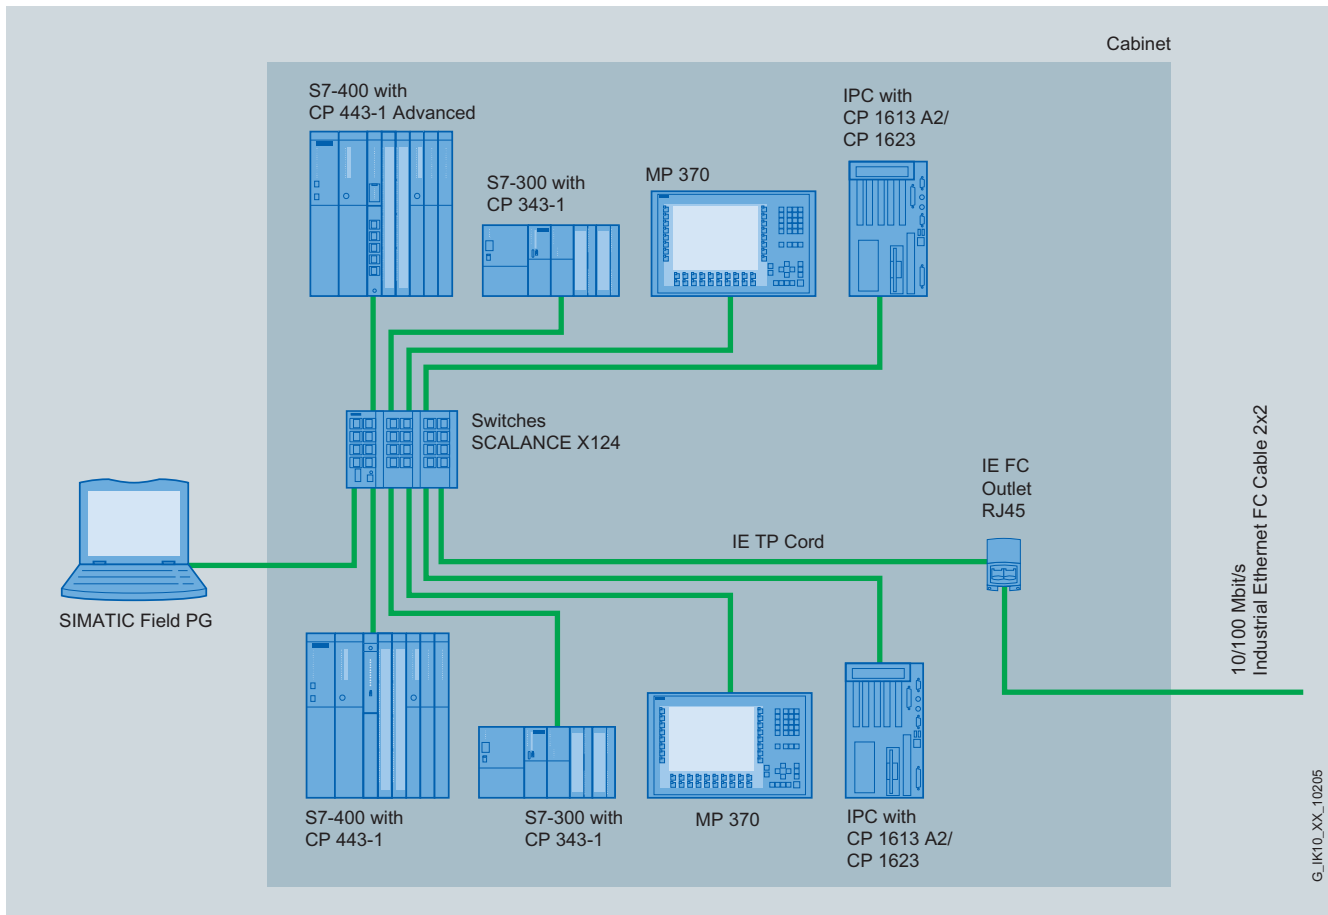 Cabinet
S7-400 with
CP 443-1 Advanced
S7-300 with
CP 343-1
MP 370
IPC with
CP 1613 A2/
CP 1623
Switches
SCALANCE X124
IE FC
Outlet
RJ45
IE TP Cord
SIMATIC Field PG
10/100 Mbit/s
Industrial Ethernet FC Cable 2x2
S7-400 with
CP 443-1
S7-300 with
CP 343-1
MP 370
IPC with
CP 1613 A2/
CP 1623
G_IK10_XX_10205